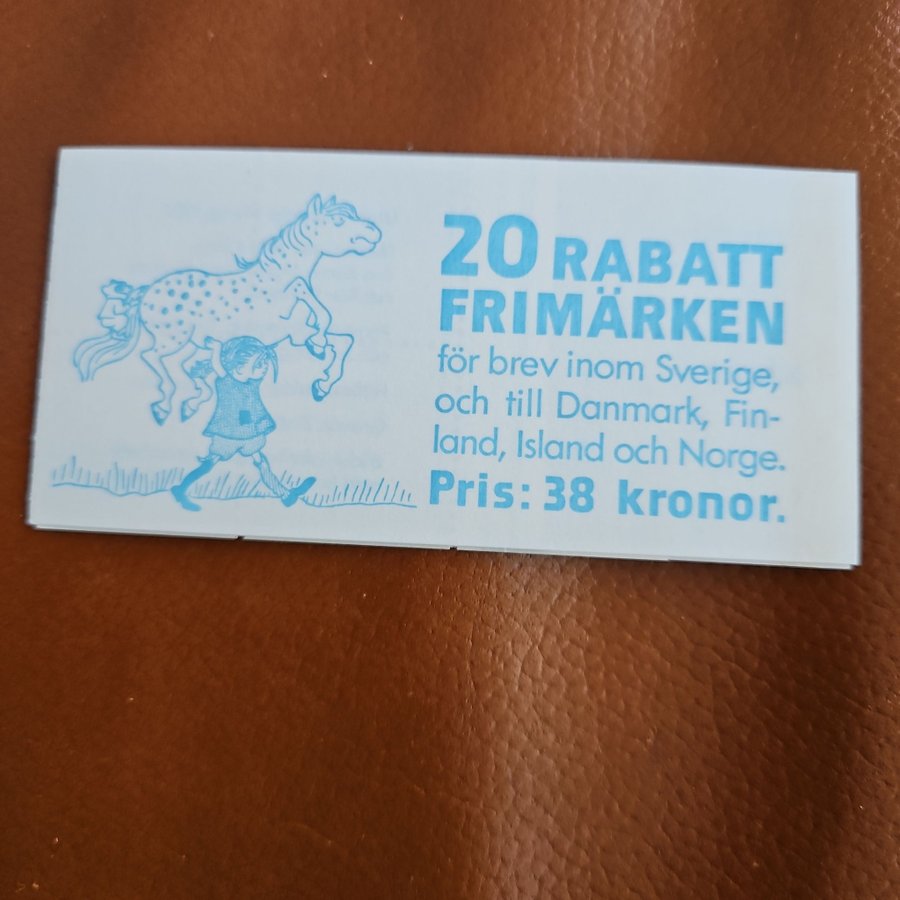 20 RABATT
FRIMÄRKEN
för brev inom Sverige,
och till Danmark, Fin-
land, Island och Norge.
Pris: 38 kronor.